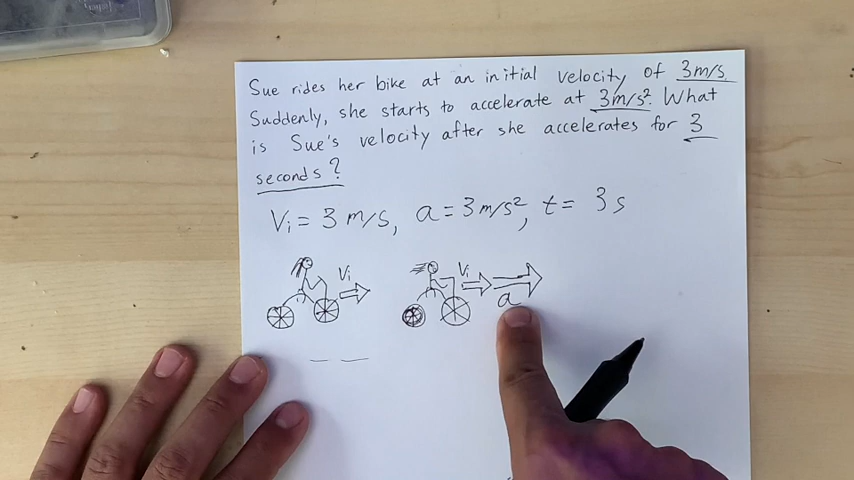 Sue rides her bike at an initial velocity of 3m/s
Suddenly, she starts to accelerate at 3m/s². What
is Sue's velocity after she accelerates for 3
seconds?
Vi = 3 m/s, a = 3 m/s², t = 3 s
Vi Vi
a